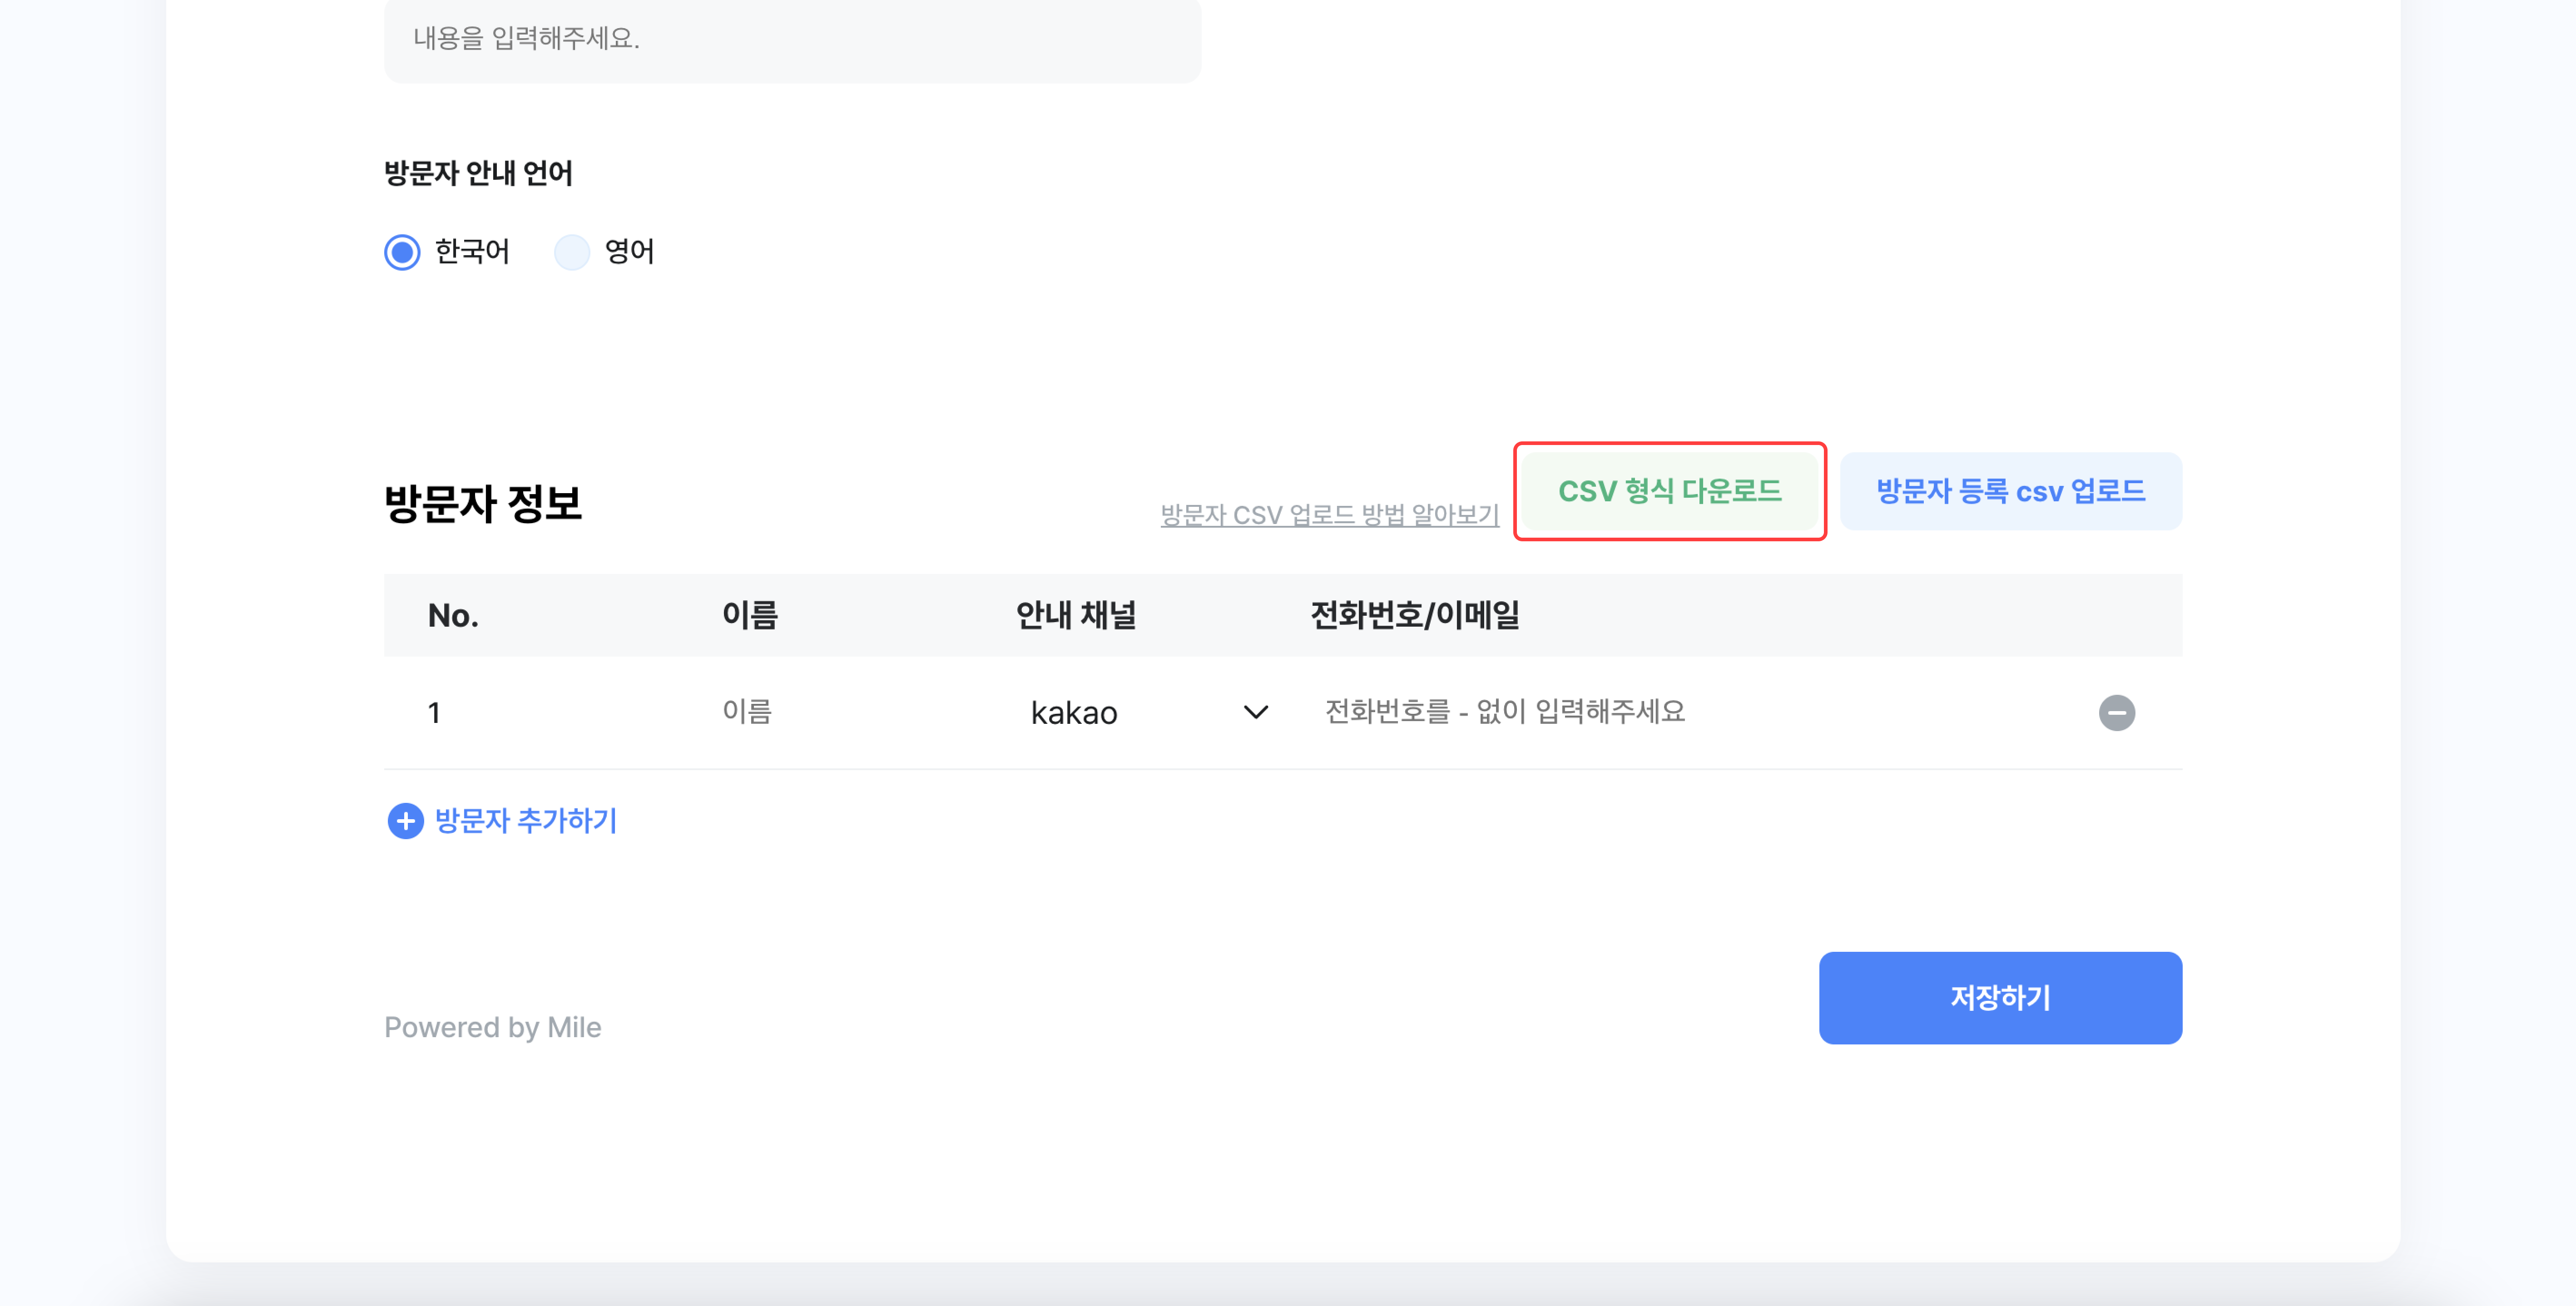 내용을 입력해주세요.
방문자 안내 언어
한국어 영어
방문자 정보 방문자 CSV 업로드 방법 알아보기 CSV 형식 다운로드 방문자 등록 csv 업로드
No. 이름 안내 채널 전화번호/이메일
1 이름 kakao 전화번호를 - 없이 입력해주세요
방문자 추가하기
저장하기
Powered by Mile